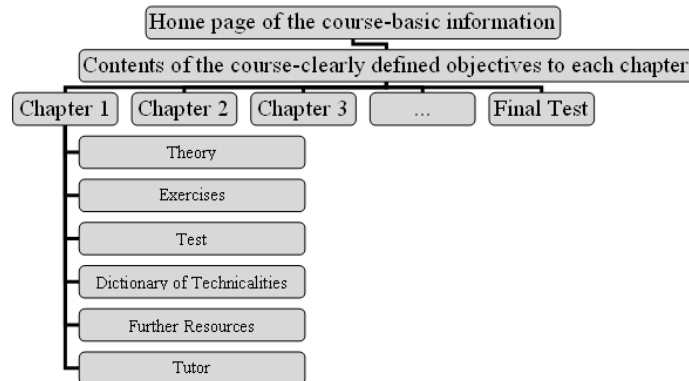 Home page of the course-basic information
Contents of the course-clearly defined objectives to each chapter
Chapter 1
Chapter 2
Chapter 3
...
Final Test
Theory
Exercises
Test
Dictionary of Technicalities
Further Resources
Tutor